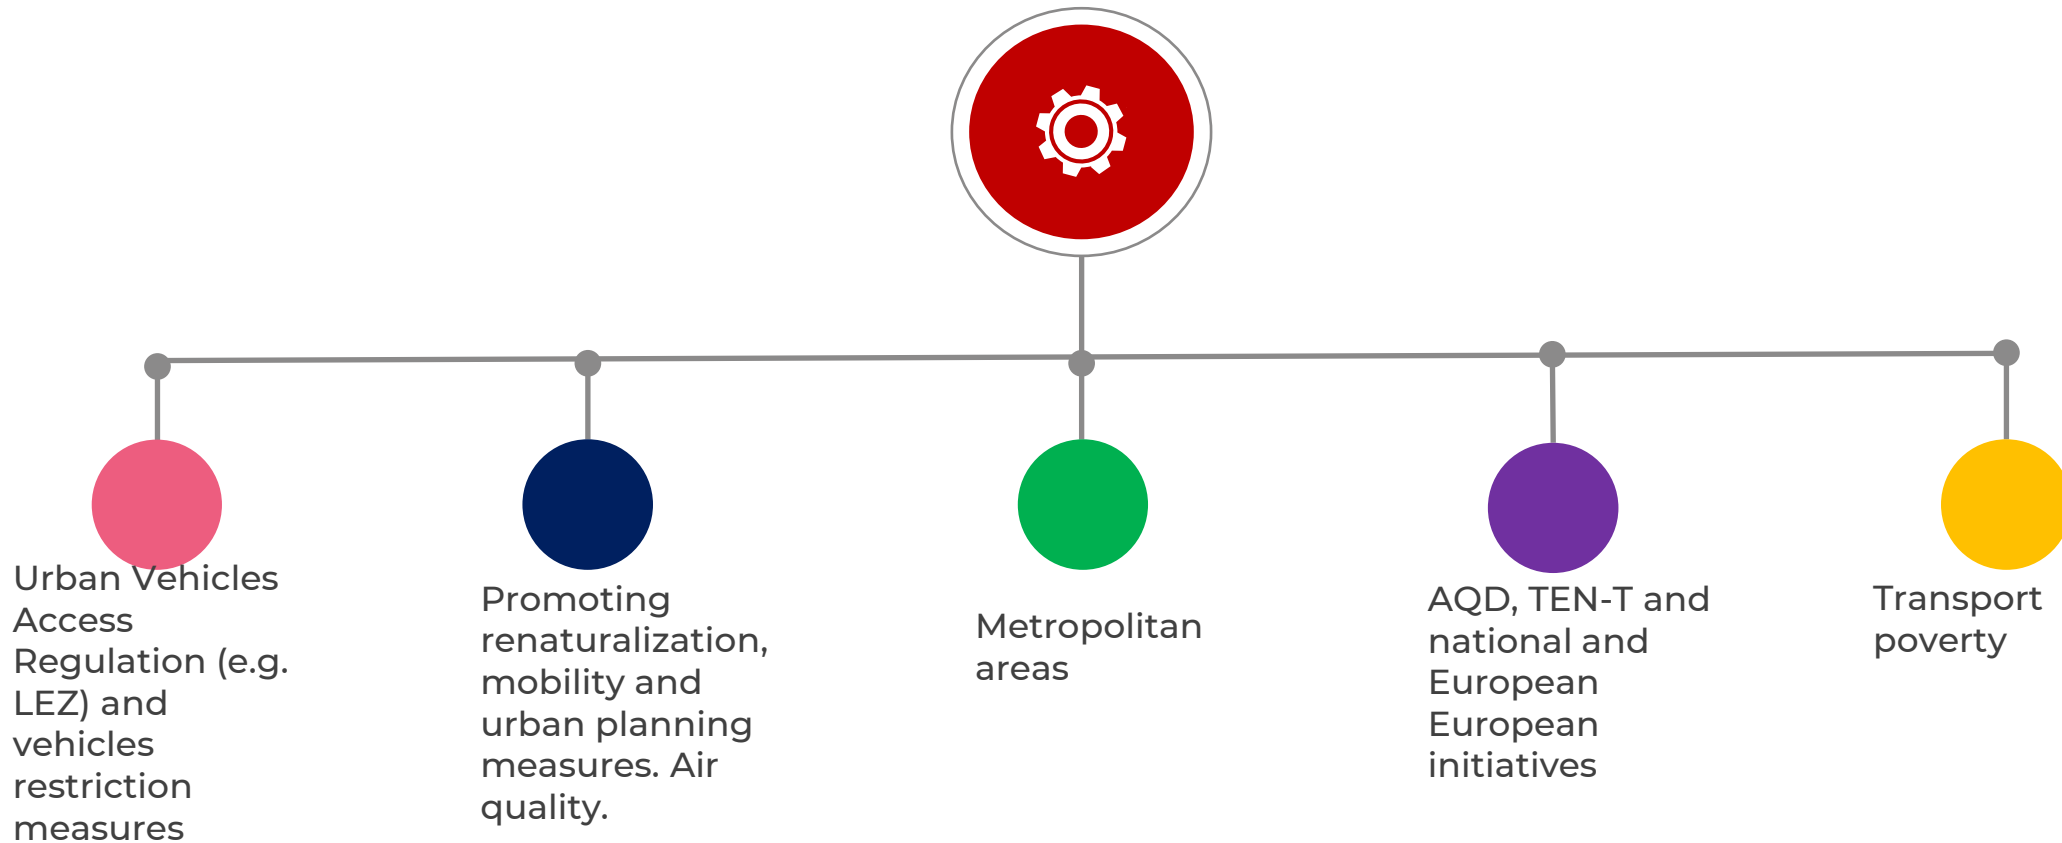 Urban Vehicles
Access
Regulation (e.g.
LEZ) and
vehicles
restriction
measures
Promoting
renaturalization,
mobility and
urban planning
measures. Air
quality.
Metropolitan
areas
AQD, TEN-T and
national and
European
European
initiatives
Transport
poverty